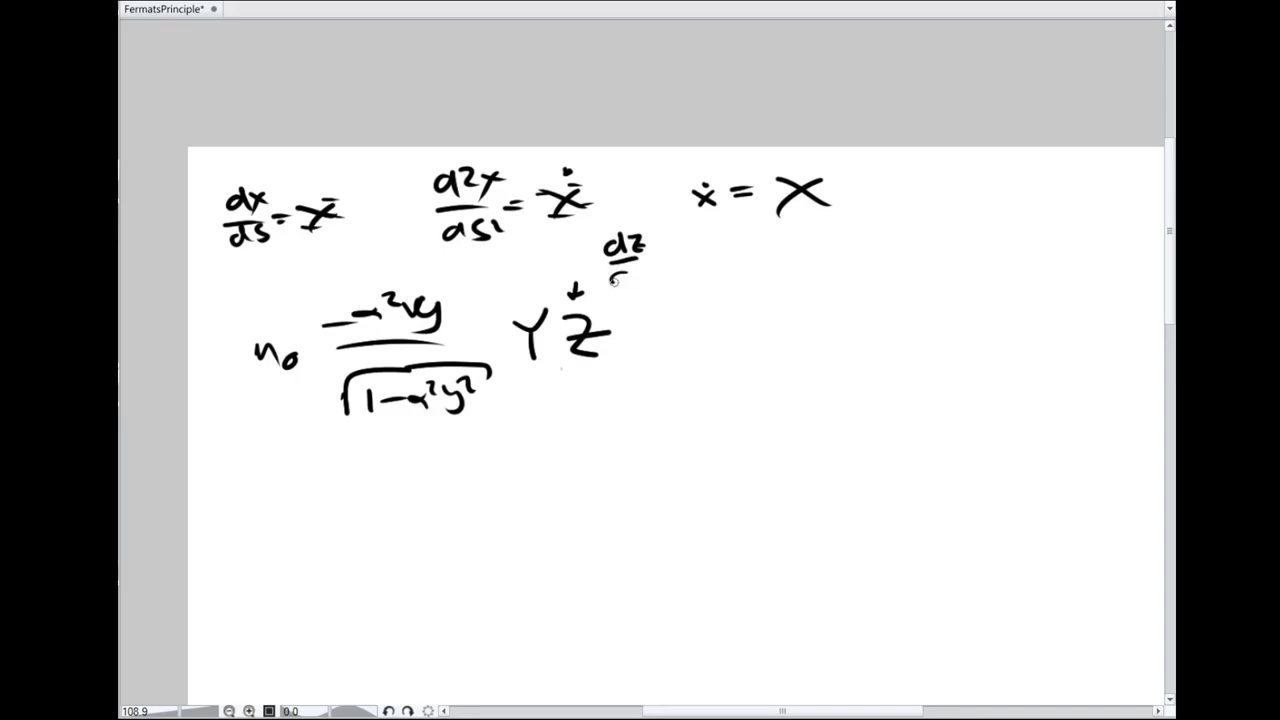 FermatsPrinciple*
dx/ds = ẋ    d²x/ds² = ẍ    ẋ = X
dz
n₀ -α²y/√(1-α²y²) Y Z
108.9 0.0